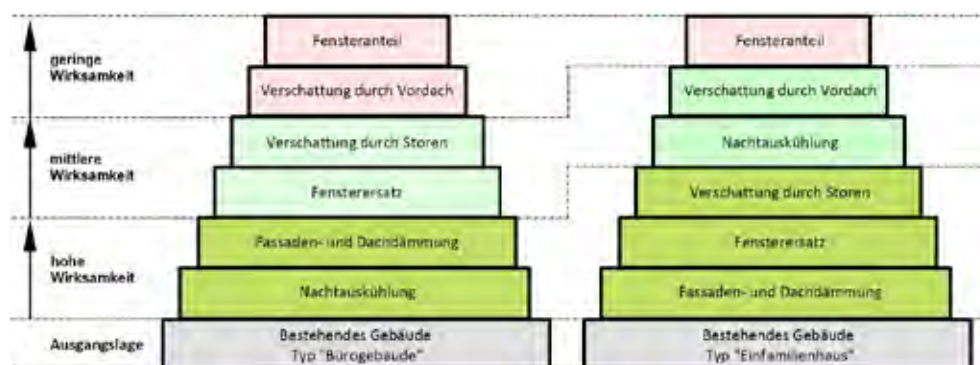 geringe
Wirksamkeit
mittlere
Wirksamkeit
hohe
Wirksamkeit
Ausgangslage
Fensteranteil
Verschattung durch Vordach
Verschattung durch Storen
Fensterersatz
Fassaden- und Dachdämmung
Nachtauskühlung
Bestehendes Gebäude
Typ "Bürogebäude"
Fensteranteil
Verschattung durch Vordach
Nachtauskühlung
Verschattung durch Storen
Fensterersatz
Fassaden- und Dachdämmung
Bestehendes Gebäude
Typ "Einfamilienhaus"